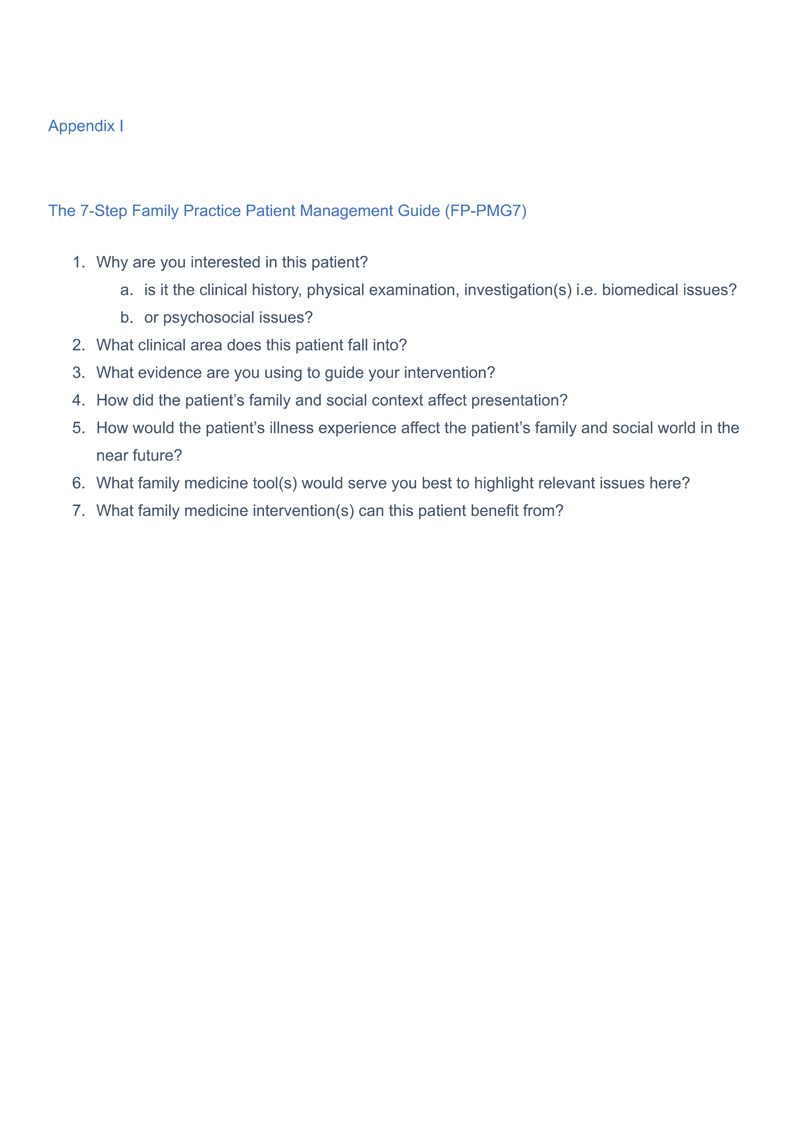 Appendix I
The 7-Step Family Practice Patient Management Guide (FP-PMG7)
1. Why are you interested in this patient?
a. is it the clinical history, physical examination, investigation(s) i.e. biomedical issues?
b. or psychosocial issues?
2. What clinical area does this patient fall into?
3. What evidence are you using to guide your intervention?
4. How did the patient’s family and social context affect presentation?
5. How would the patient’s illness experience affect the patient’s family and social world in the
near future?
6. What family medicine tool(s) would serve you best to highlight relevant issues here?
7. What family medicine intervention(s) can this patient benefit from?